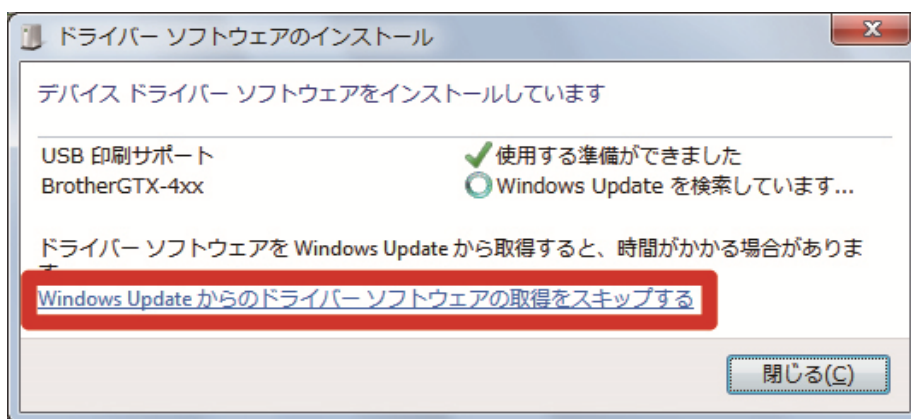 ドライバー ソフトウェアのインストール
デバイス ドライバー ソフトウェアをインストールしています
USB 印刷サポート 使用する準備ができました
BrotherGTX-4xx Windows Update を検索しています...
ドライバー ソフトウェアを Windows Update から取得すると、時間がかかる場合がありま
す
Windows Update からのドライバー ソフトウェアの取得をスキップする
閉じる(C)